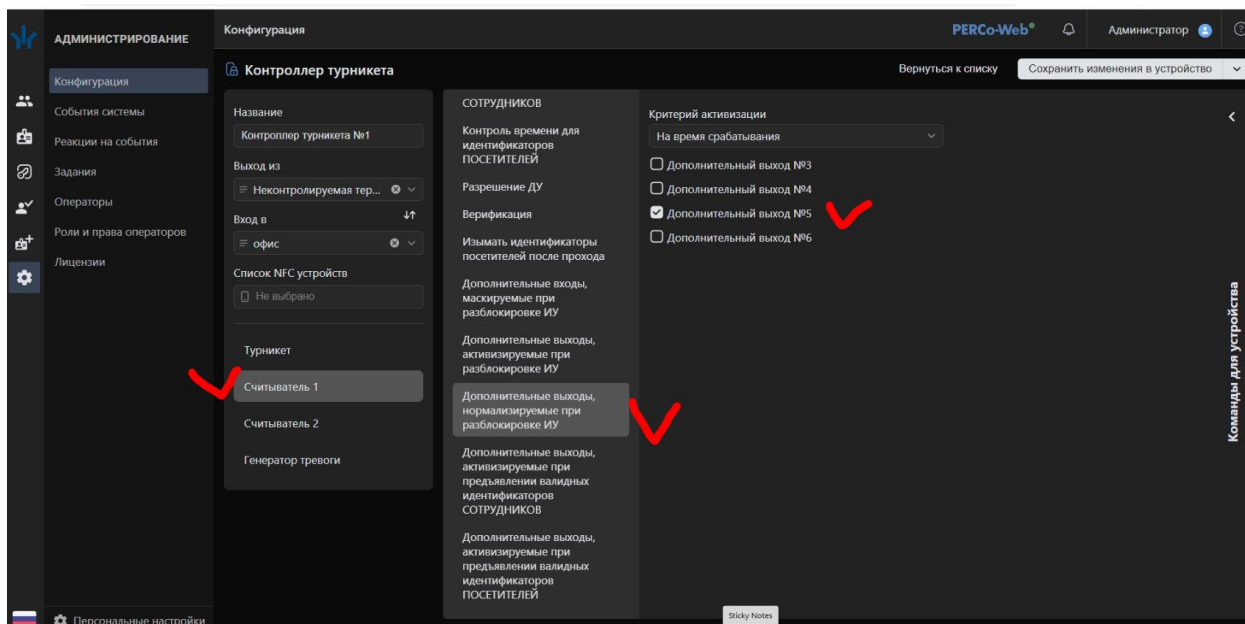 АДМИНИСТРИРОВАНИЕ
Конфигурация
События системы
Реакции на события
Задания
Операторы
Роли и права операторов
Лицензии
Персональные настройки
Конфигурация
PERCo-Web
Администратор
Контроллер турникета
Вернуться к списку
Сохранить изменения в устройство
Название
Контроллер турникета №1
Выход из
Неконтролируемая тер...
Вход в
офис
Список NFC устройств
Не выбрано
Турникет
Считыватель 1
Считыватель 2
Генератор тревоги
СОТРУДНИКОВ
Контроль времени для
идентификаторов
ПОСЕТИТЕЛЕЙ
Разрешение ДУ
Верификация
Изымать идентификаторы
посетителей после прохода
Дополнительные входы,
маскируемые при
разблокировке ИУ
Дополнительные выходы,
активизируемые при
разблокировке ИУ
Дополнительные выходы,
нормализируемые при
разблокировке ИУ
Дополнительные выходы,
активизируемые при
предъявлении валидных
идентификаторов
СОТРУДНИКОВ
Дополнительные выходы,
активизируемые при
предъявлении валидных
идентификаторов
ПОСЕТИТЕЛЕЙ
Критерий активизации
На время срабатывания
Дополнительный выход №3
Дополнительный выход №4
Дополнительный выход №5
Дополнительный выход №6
Команды для устройства
Sticky Notes